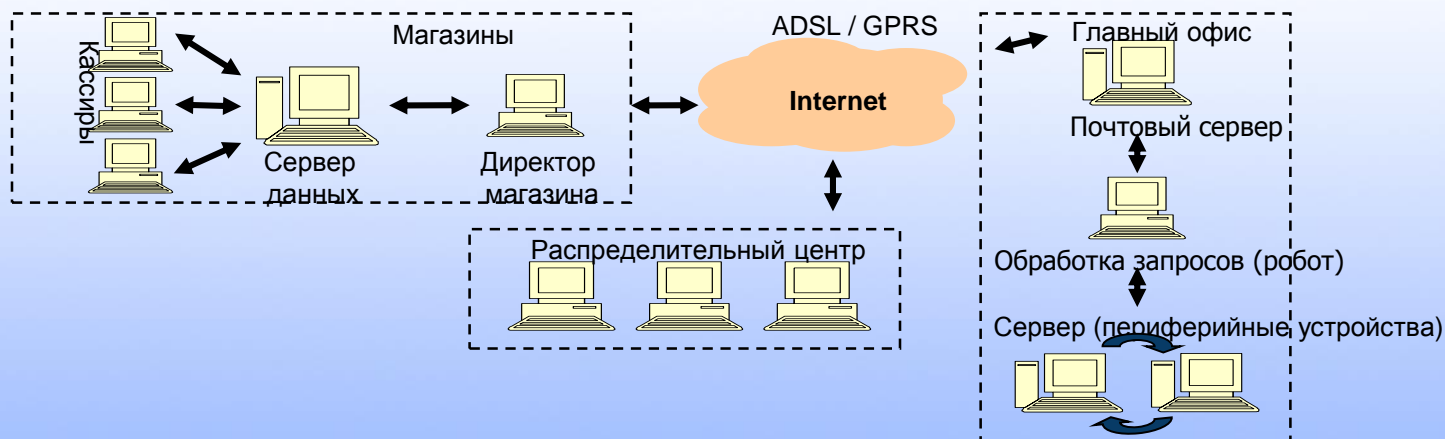 Кассиры
Магазины
Сервер
данных
Директор
магазина
ADSL / GPRS
Internet
Распределительный центр
Главный офис
Почтовый сервер
Обработка запросов (робот)
Сервер (периферийные устройства)